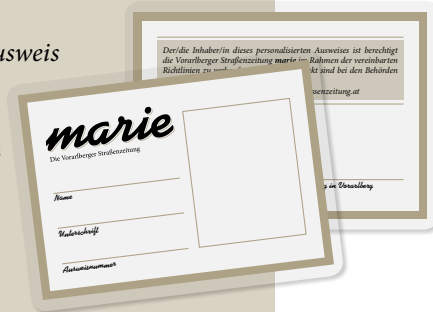 usweis
Der/die Inhaber/in dieses personalisierten Ausweises ist berechtigt
die Vorarlberger Straßenzeitung marie im Rahmen der vereinbarten
Richtlinien zu sind bei den Behörden
ssenzeitung.at
g in Vorarlberg
marie
Die Vorarlberger Straßenzeitung
Name
Unterschrift
Ausweisnummer